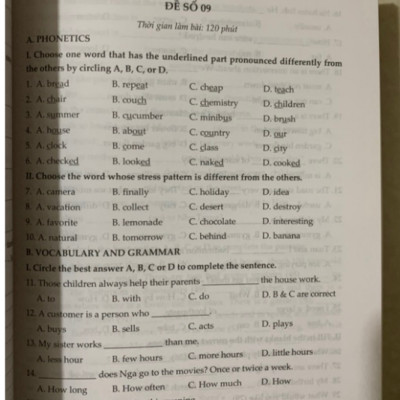 ĐỀ SỐ 09
Thời gian làm bài: 120 phút
A. PHONETICS
I. Choose one word that has the underlined part pronounced differently from
the others by circling A, B, C, or D.
1. A. bread B. repeat C. cheap D. teach
2. A. chair B. couch C. chemistry D. children
3. A. summer B. cucumber C. minibus D. brush
4. A. house B. about C. country D. our
5. A. clock B. come C. class D. city
6. A. checked B. looked C. naked D. cooked
II. Choose the word whose stress pattern is different from the others.
7. A. camera B. finally C. holiday D. idea
8. A. vacation B. collect C. desert D. destroy
9. A. favorite B. lemonade C. chocolate D. interesting
10. A. natural B. tomorrow C. behind D. banana
B. VOCABULARY AND GRAMMAR
I. Circle the best answer A, B, C or D to complete the sentence.
11. Those children always help their parents ________ the house work.
A. to B. with C. do D. B & C are correct
12. A customer is a person who ________.
A. buys B. sells C. acts D. plays
13. My sister works ________ than me.
A. less hour B. few hours C. more hours D. little hours
14. ________ does Nga go to the movies? Once or twice a week.
A. How long B. How often C. How much D. How